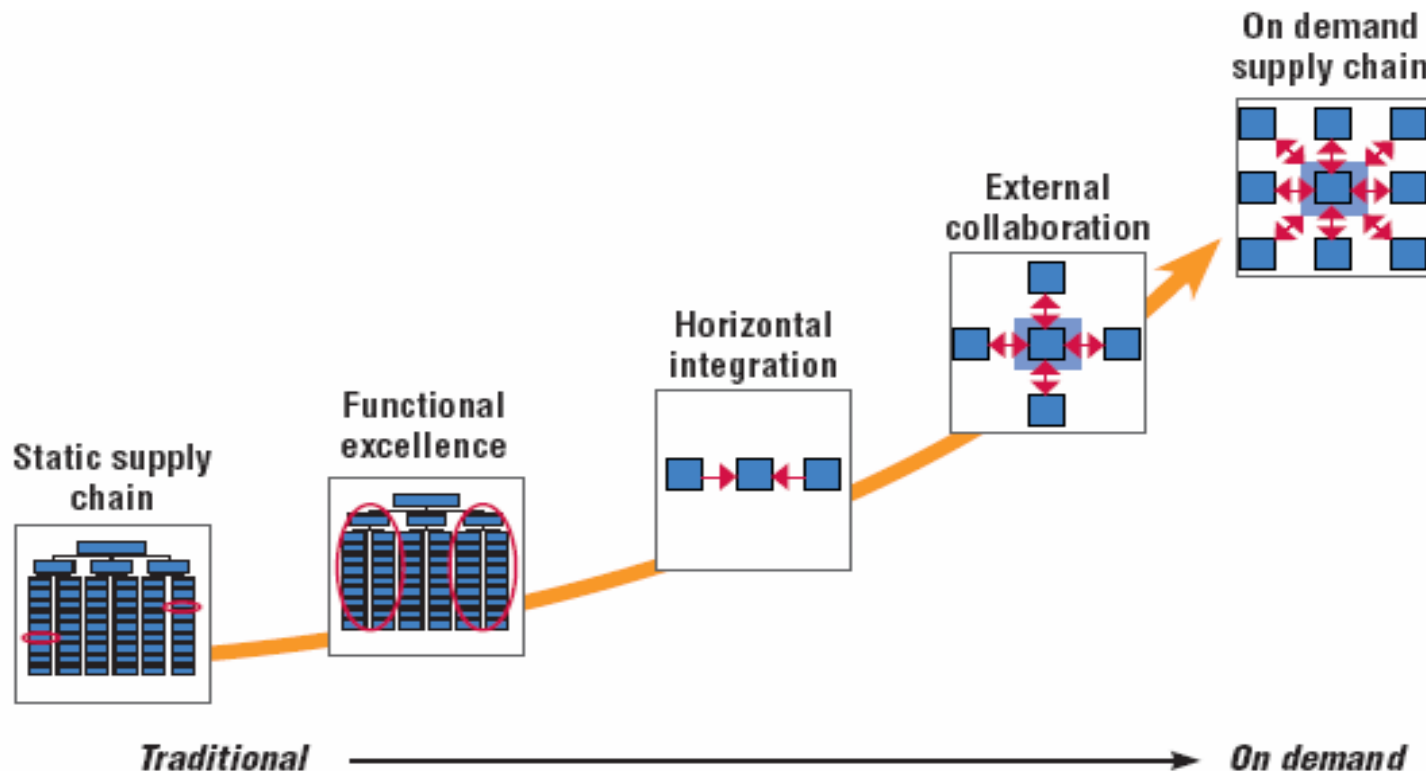 On demand
supply chain
External
collaboration
Horizontal
integration
Functional
excellence
Static supply
chain
Traditional
On demand